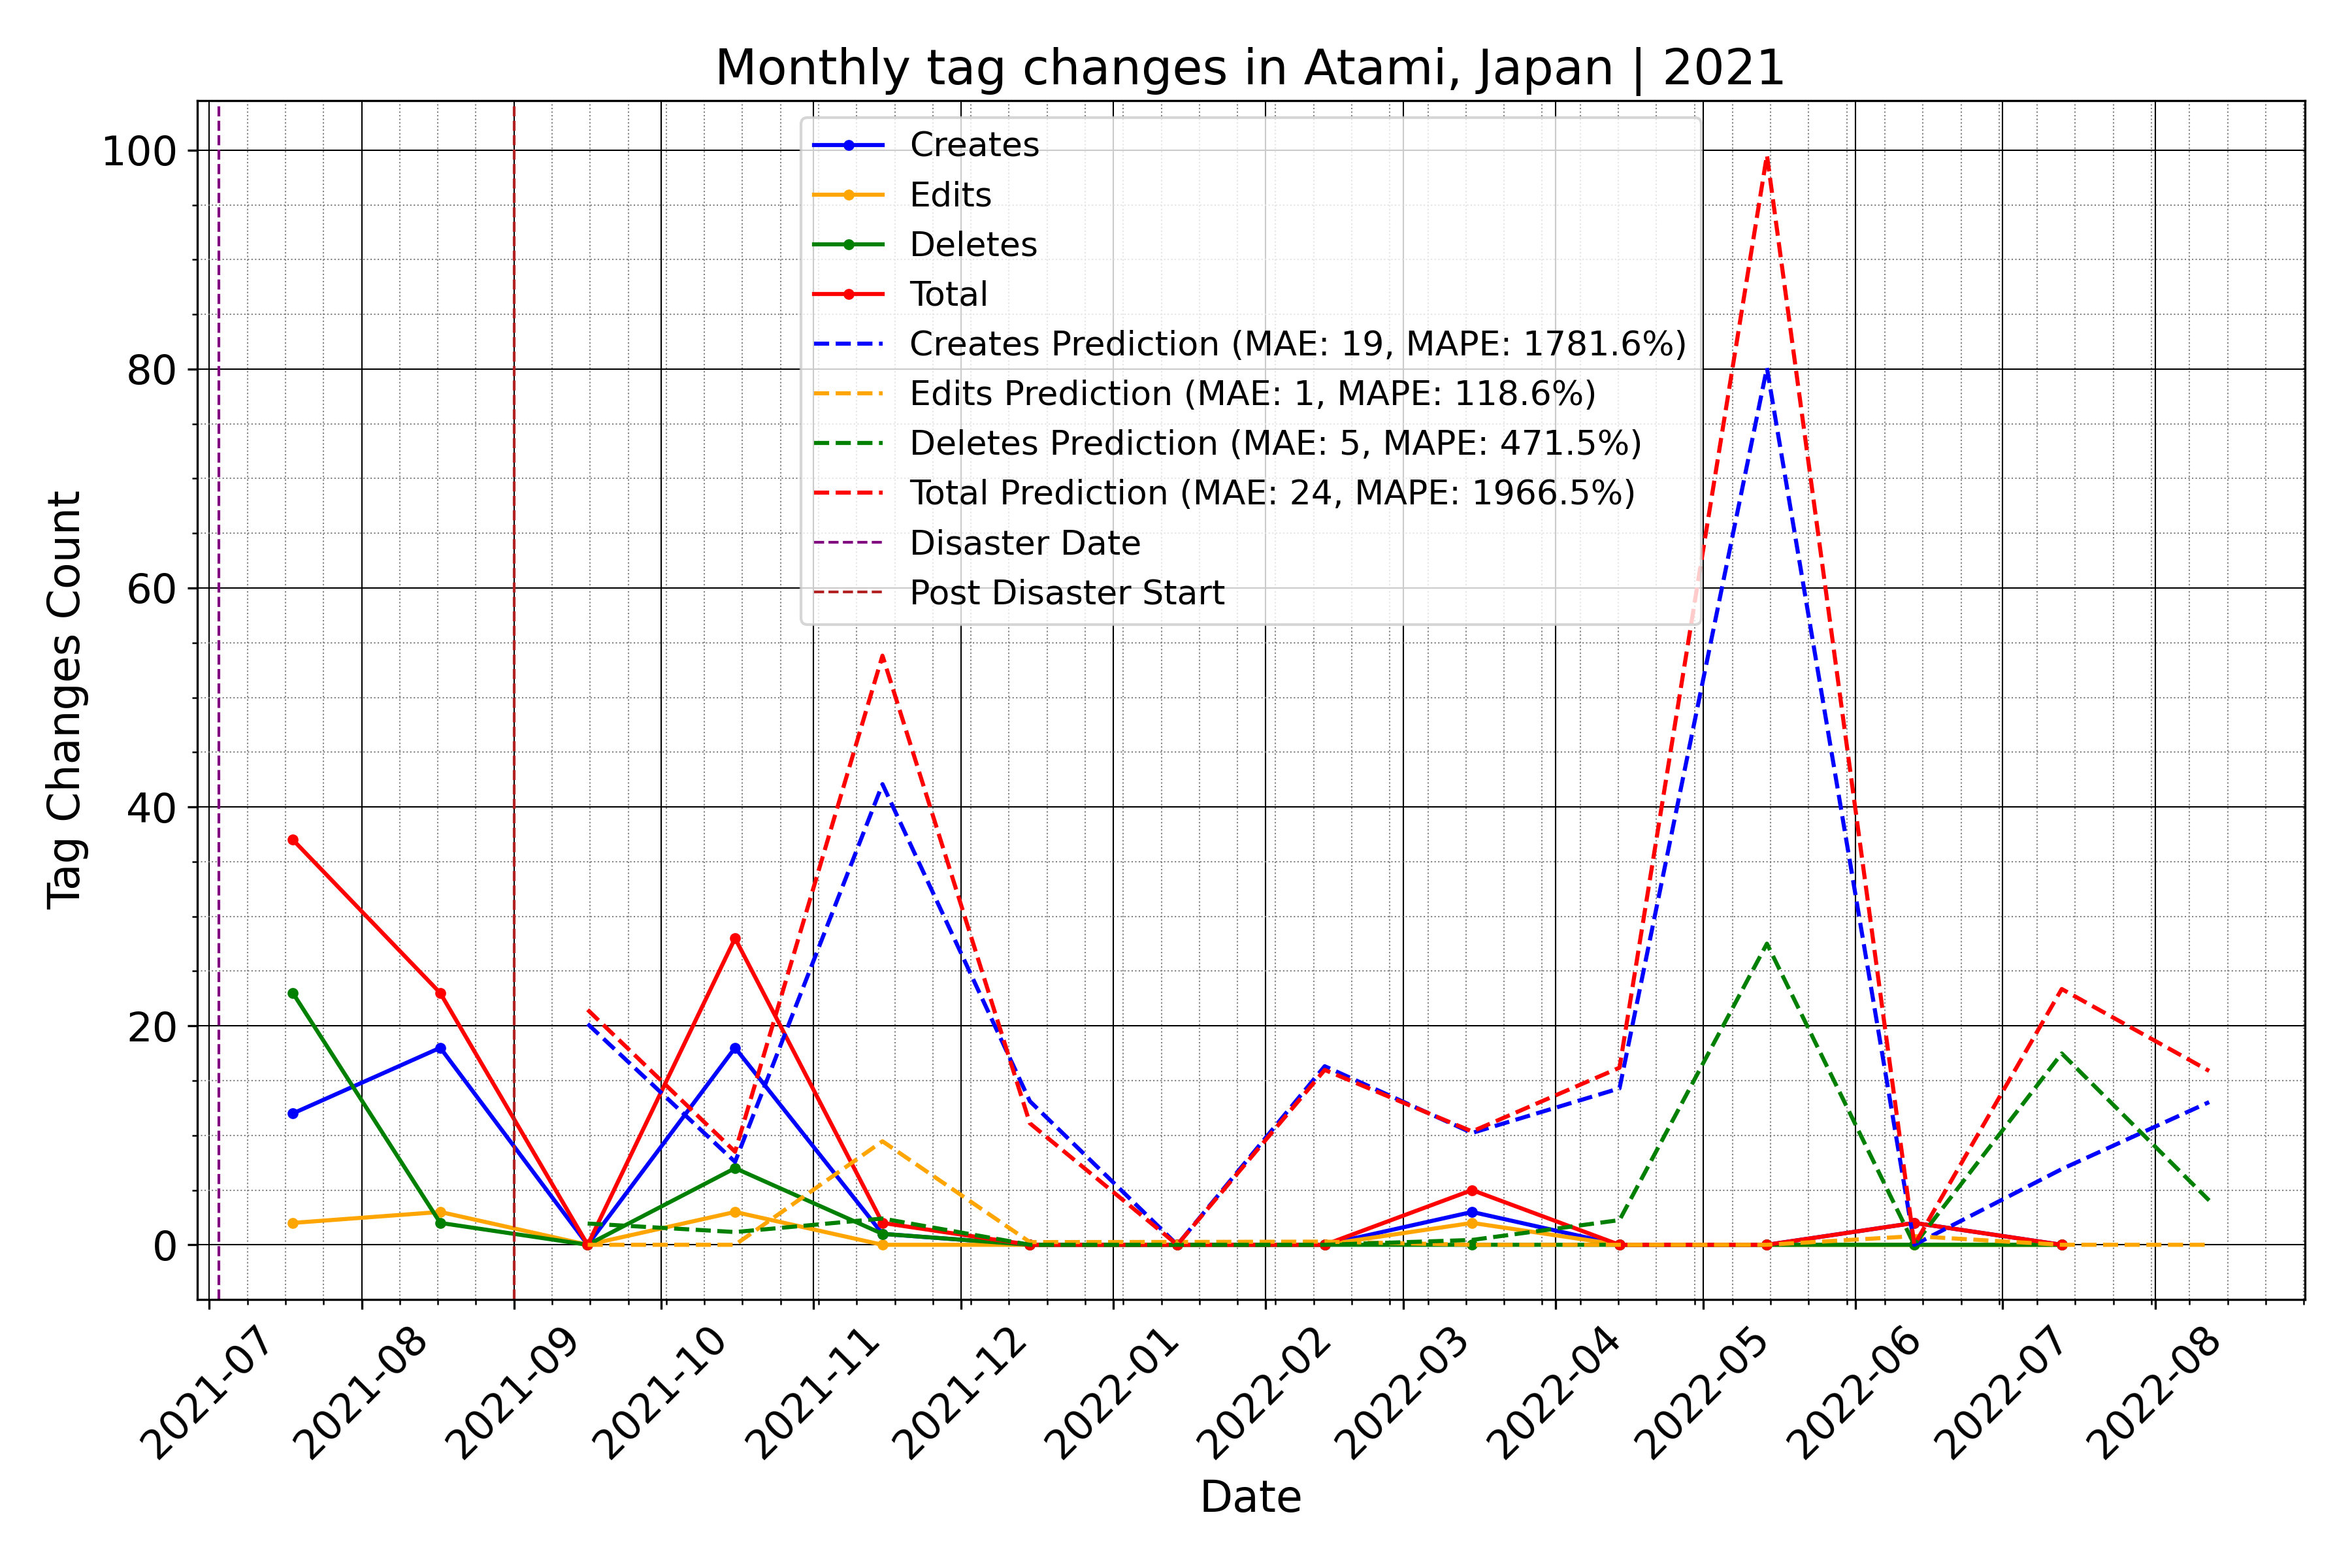 Monthly tag changes in Atami, Japan | 2021
Creates
Edits
Deletes
Total
Creates Prediction (MAE: 19, MAPE: 1781.6%)
Edits Prediction (MAE: 1, MAPE: 118.6%)
Deletes Prediction (MAE: 5, MAPE: 471.5%)
Total Prediction (MAE: 24, MAPE: 1966.5%)
Disaster Date
Post Disaster Start
Tag Changes Count
100
80
60
40
20
0
2021-07
2021-08
2021-09
2021-10
2021-11
2021-12
2022-01
2022-02
2022-03
2022-04
2022-05
2022-06
2022-07
2022-08
Date